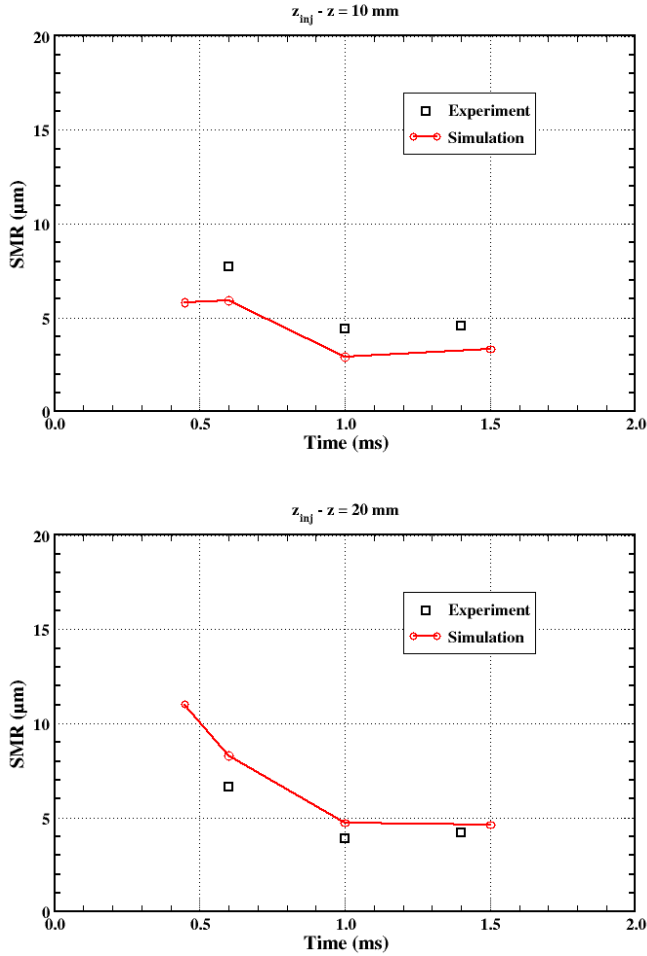 z_inj - z = 10 mm
20
15
10
5
0
SMR (µm)
Experiment
Simulation
0.0 0.5 1.0 1.5 2.0
Time (ms)
z_inj - z = 20 mm
20
15
10
5
0
SMR (µm)
Experiment
Simulation
0.0 0.5 1.0 1.5 2.0
Time (ms)